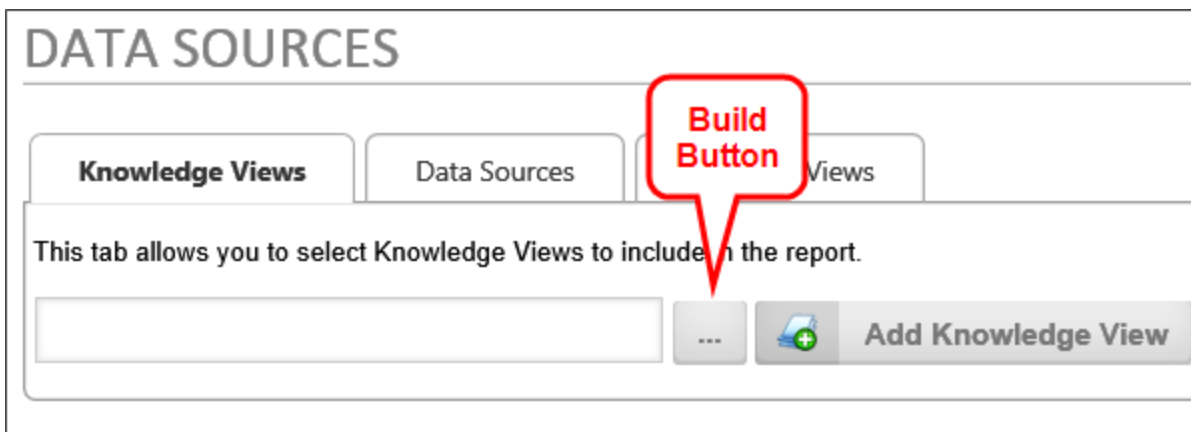 DATA SOURCES
Build
Button
Knowledge Views
Data Sources
Views
This tab allows you to select Knowledge Views to include in the report.
...
Add Knowledge View